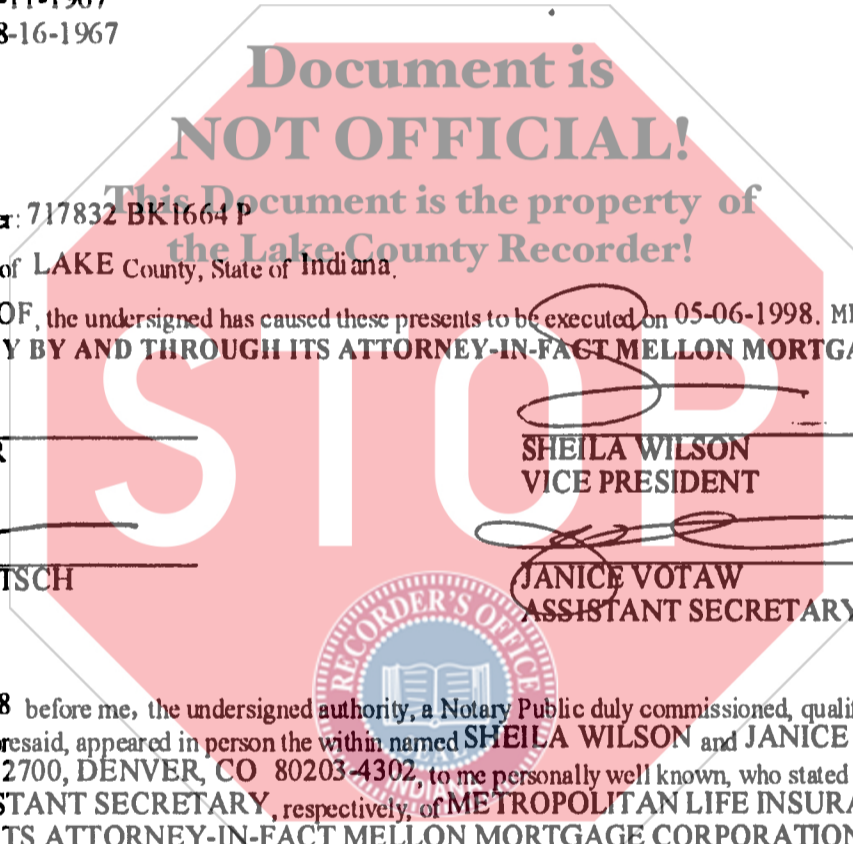 8-16-1967
Document is
NOT OFFICIAL!
This Document is the property of
the Lake County Recorder!
: 717832 BK1664 P
of LAKE County, State of Indiana.
OF, the undersigned has caused these presents to be executed on 05-06-1998. ME
Y BY AND THROUGH ITS ATTORNEY-IN-FACT MELLON MORTGA
STOP
R
SHEILA WILSON
VICE PRESIDENT
TSCH
JANICE VOTAW
ASSISTANT SECRETARY
RECORDER'S OFFICE
INDIANA
8 before me, the undersigned authority, a Notary Public duly commissioned, qualif
resaid, appeared in person the within named SHEILA WILSON and JANICE
2700, DENVER, CO 80203-4302, to me personally well known, who stated
STANT SECRETARY, respectively, of METROPOLITAN LIFE INSURA
TS ATTORNEY-IN-FACT MELLON MORTGAGE CORPORATION